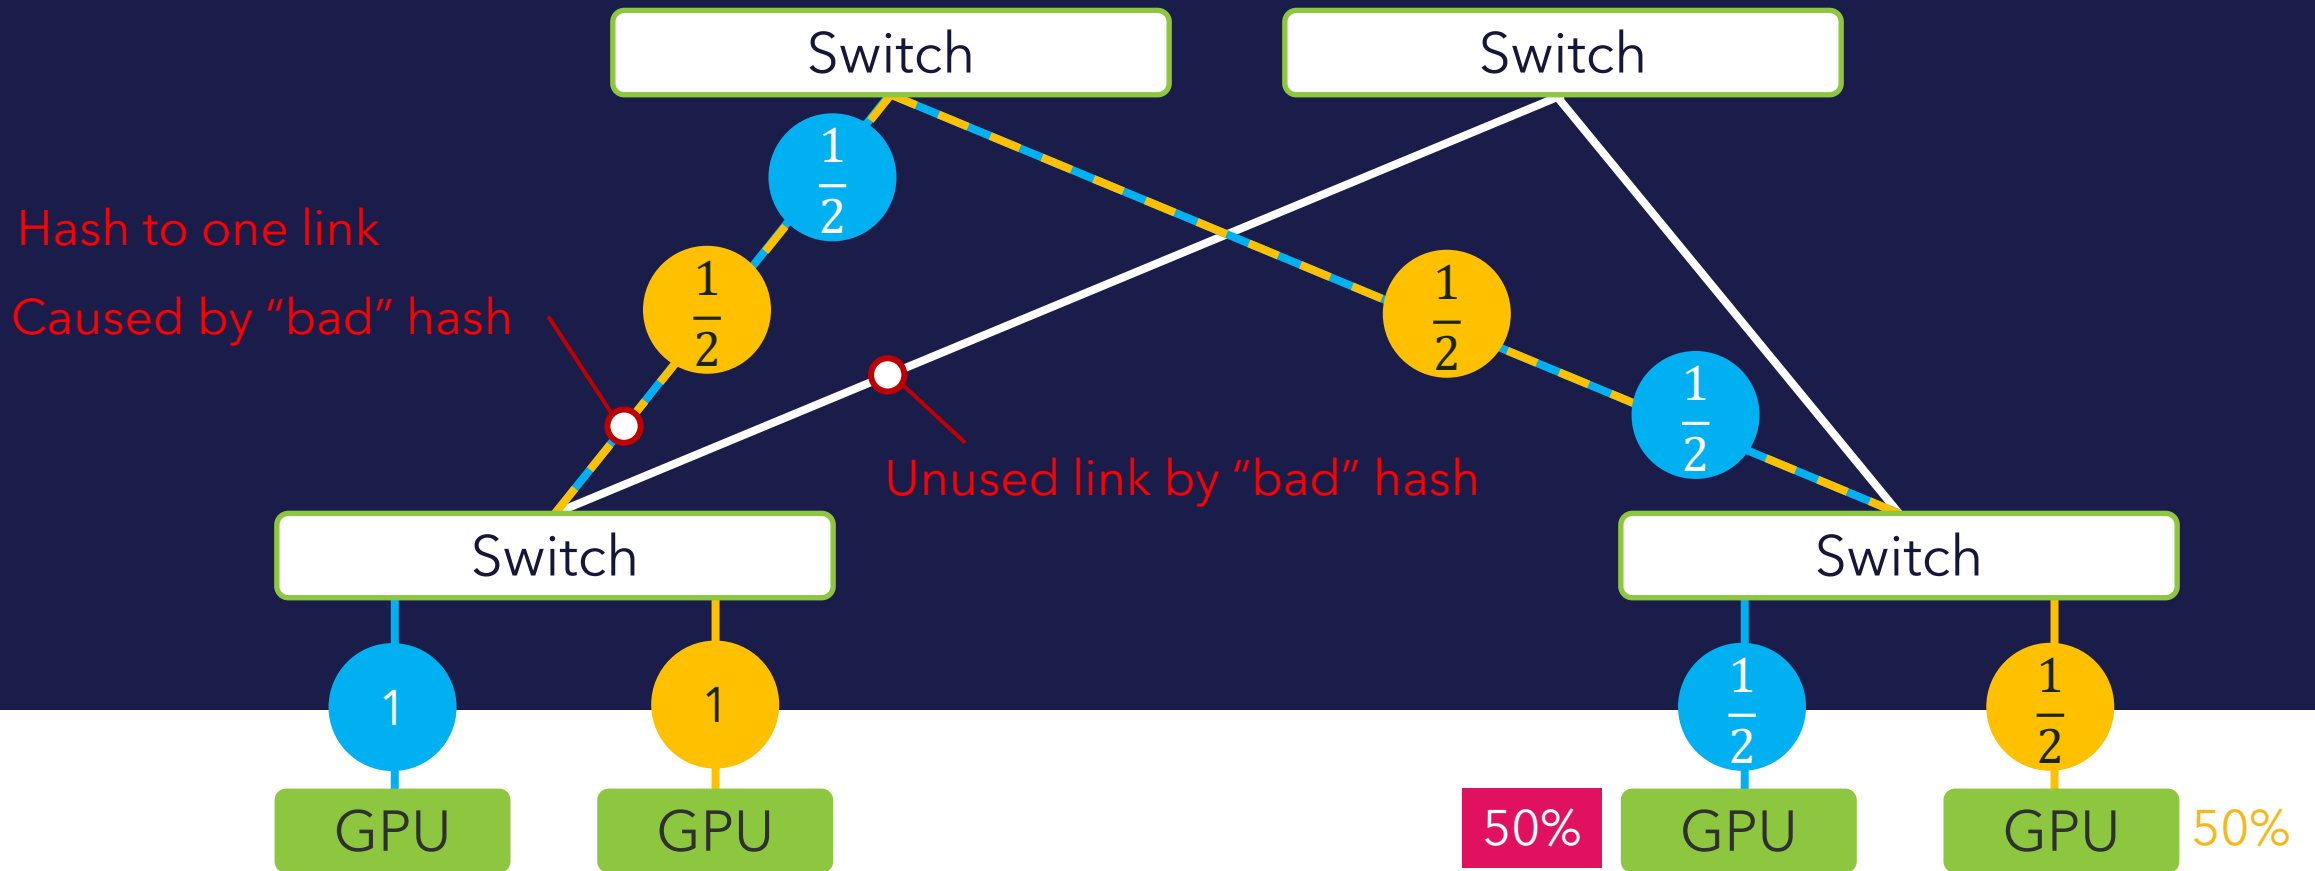 Switch
Switch
1/2
Hash to one link
1/2
1/2
Caused by “bad” hash
1/2
Unused link by “bad” hash
Switch
Switch
1
1
1/2
1/2
GPU
GPU
50%
GPU
GPU
50%